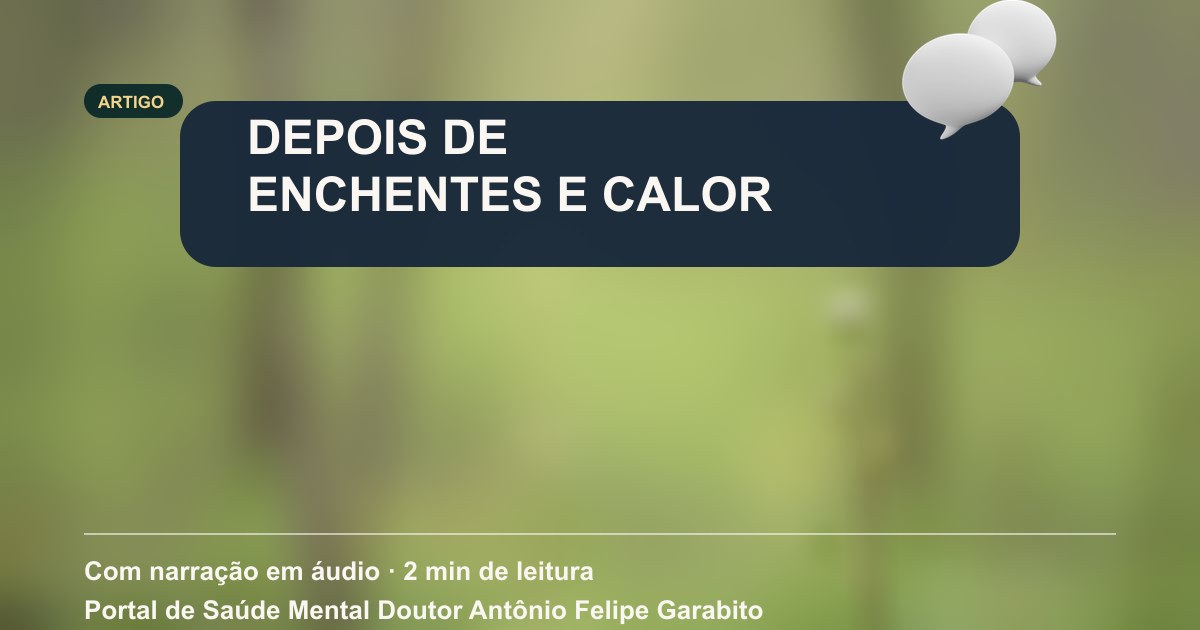 ARTIGO
DEPOIS DE
ENCHENTES E CALOR
Com narração em áudio · 2 min de leitura
Portal de Saúde Mental Doutor Antônio Felipe Garabito